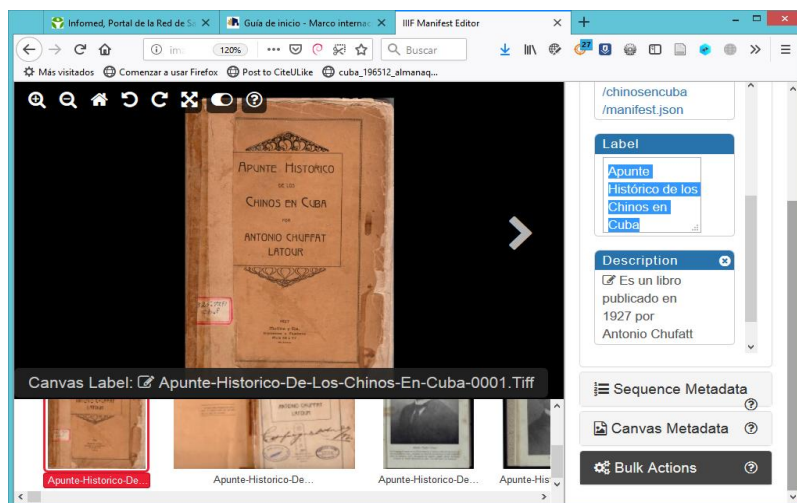 Infomed, Portal de la Red de Sa
Guía de inicio - Marco internac
IIIF Manifest Editor
120%
Buscar
27
Más visitados
Comenzar a usar Firefox
Post to CiteULike
cuba_196512_almanaq...
APUNTE HISTORICO
DE LOS
CHINOS EN CUBA
POR
ANTONIO CHUFFAT
LATOUR
1927
Canvas Label: Apunte-Historico-De-Los-Chinos-En-Cuba-0001.Tiff
ANTONIO CHUFFAT
LATOUR
Apunte-Historico-De...
Apunte-Historico-De...
Apunte-Historico-De...
Apunte-His
/chinosencuba
/manifest.json
Label
Apunte
Histórico de los
Chinos en
Cuba
Description
Es un libro
publicado en
1927 por
Antonio Chufatt
Sequence Metadata
Canvas Metadata
Bulk Actions